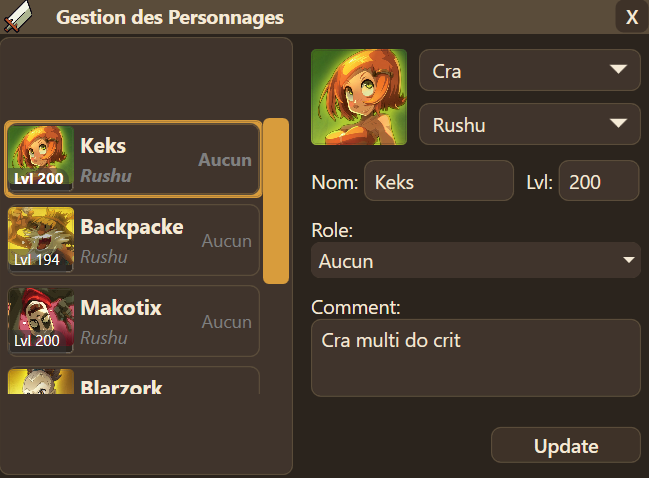 Gestion des Personnages
X
Keks
Aucun
Lvl 200
Rushu
Backpacke
Aucun
Lvl 194
Rushu
Makotix
Aucun
Lvl 200
Rushu
Blarzork
Cra
Rushu
Nom: Keks Lvl: 200
Role:
Aucun
Comment:
Cra multi do crit
Update